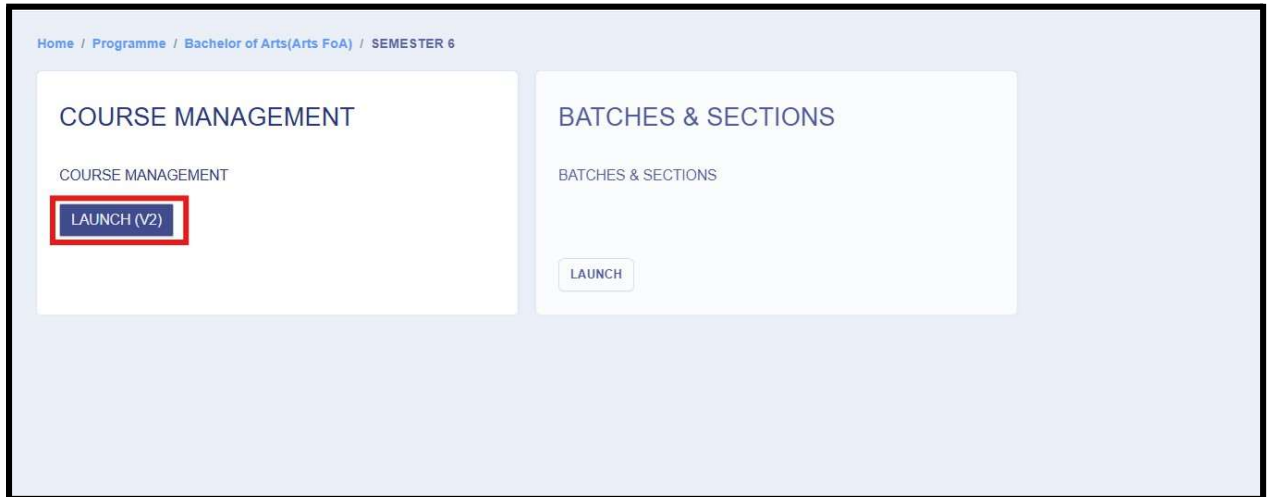 Home / Programme / Bachelor of Arts(Arts FoA) / SEMESTER 6
COURSE MANAGEMENT
COURSE MANAGEMENT
LAUNCH (V2)
BATCHES & SECTIONS
BATCHES & SECTIONS
LAUNCH